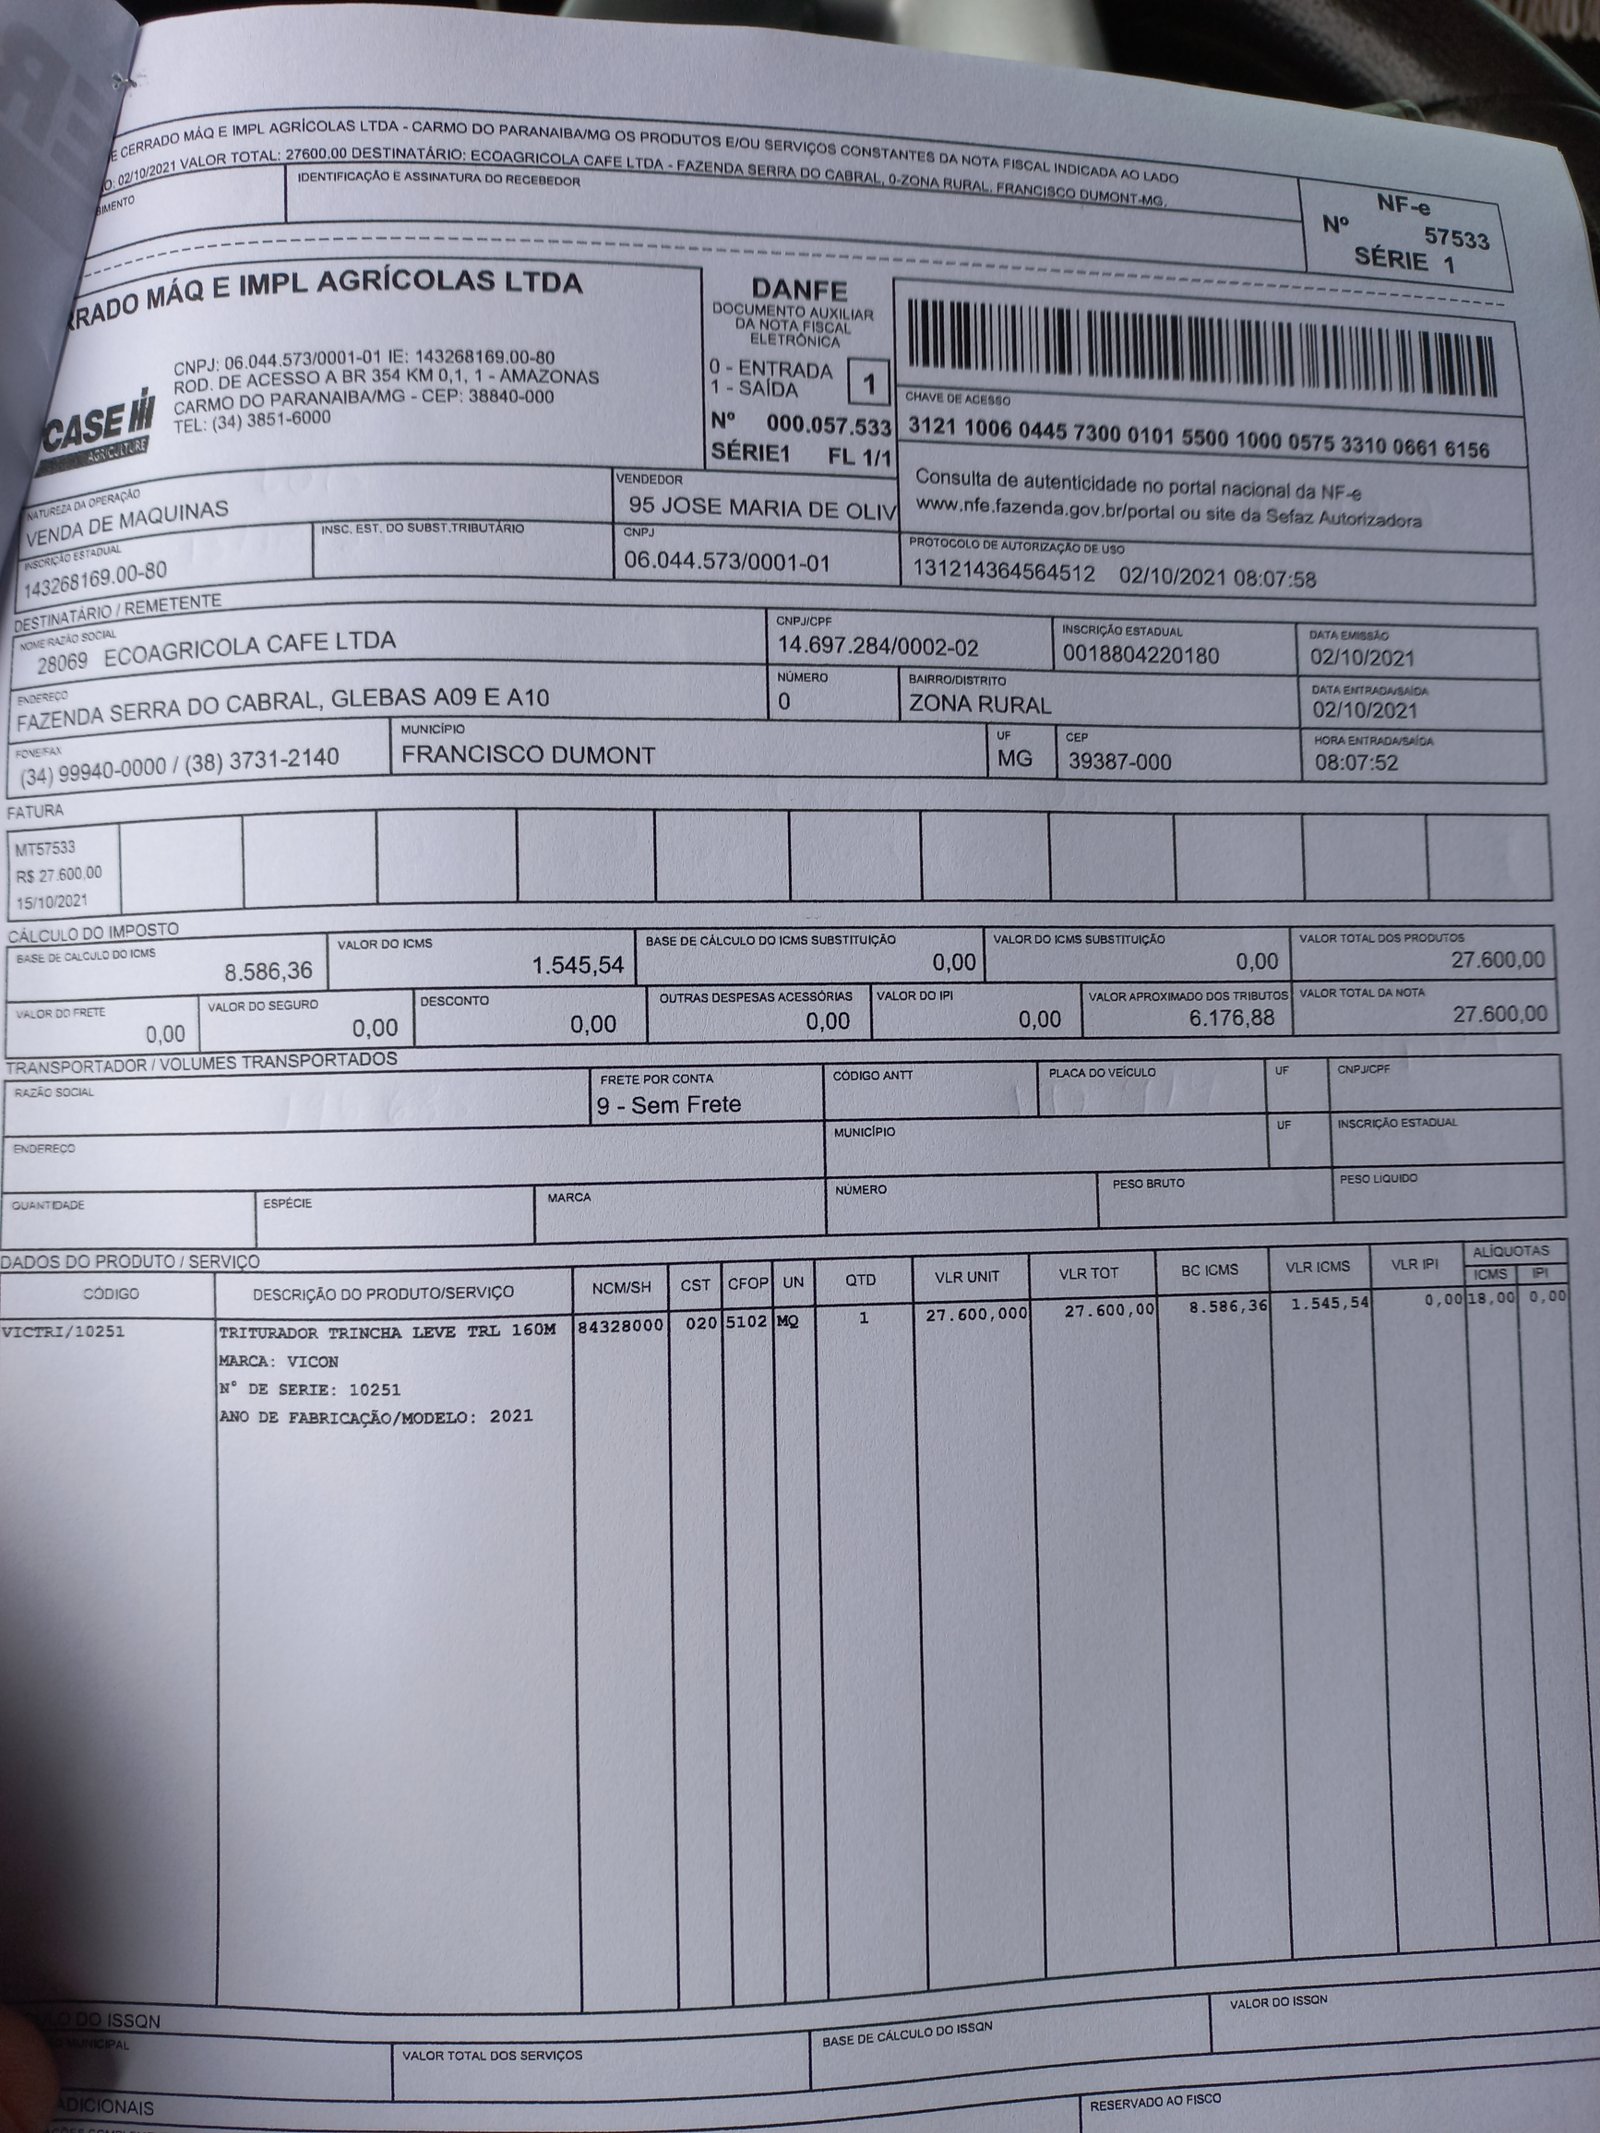 E CERRADO MÁQ E IMPL AGRÍCOLAS LTDA - CARMO DO PARANAIBA/MG OS PRODUTOS E/OU SERVIÇOS CONSTANTES DA NOTA FISCAL INDICADA AO LADO
O: 02/10/2021 VALOR TOTAL: 27600.00 DESTINATÁRIO: ECOAGRICOLA CAFE LTDA - FAZENDA SERRA DO CABRAL, 0-ZONA RURAL, FRANCISCO DUMONT-MG.
BIMENTO
IDENTIFICAÇÃO E ASSINATURA DO RECEBEDOR
NF-e
Nº 57533
SÉRIE 1
RRADO MÁQ E IMPL AGRÍCOLAS LTDA
CASE IH
AGRICULTURE
CNPJ: 06.044.573/0001-01 IE: 143268169.00-80
ROD. DE ACESSO A BR 354 KM 0,1, 1 - AMAZONAS
CARMO DO PARANAIBA/MG - CEP: 38840-000
TEL: (34) 3851-6000
DANFE
DOCUMENTO AUXILIAR
DA NOTA FISCAL
ELETRÔNICA
0 - ENTRADA
1 - SAÍDA
1
Nº 000.057.533
SÉRIE1 FL 1/1
CHAVE DE ACESSO
3121 1006 0445 7300 0101 5500 1000 0575 3310 0661 6156
Consulta de autenticidade no portal nacional da NF-e
www.nfe.fazenda.gov.br/portal ou site da Sefaz Autorizadora
NATUREZA DA OPERAÇÃO
VENDA DE MAQUINAS
VENDEDOR
95 JOSE MARIA DE OLIV
INSCRIÇÃO ESTADUAL
143268169.00-80
INSC. EST. DO SUBST.TRIBUTÁRIO
CNPJ
06.044.573/0001-01
PROTOCOLO DE AUTORIZAÇÃO DE USO
131214364564512 02/10/2021 08:07:58
DESTINATÁRIO / REMETENTE
NOME RAZÃO SOCIAL
28069 ECOAGRICOLA CAFE LTDA
CNPJ/CPF
14.697.284/0002-02
INSCRIÇÃO ESTADUAL
0018804220180
DATA EMISSÃO
02/10/2021
ENDEREÇO
FAZENDA SERRA DO CABRAL, GLEBAS A09 E A10
NÚMERO
0
BAIRRO/DISTRITO
ZONA RURAL
DATA ENTRADA/SAÍDA
02/10/2021
FONE/FAX
(34) 99940-0000 / (38) 3731-2140
MUNICÍPIO
FRANCISCO DUMONT
UF
MG
CEP
39387-000
HORA ENTRADA/SAÍDA
08:07:52
FATURA
MT57533
R$ 27.600,00
15/10/2021
CÁLCULO DO IMPOSTO
BASE DE CALCULO DO ICMS
8.586,36
VALOR DO ICMS
1.545,54
BASE DE CÁLCULO DO ICMS SUBSTITUIÇÃO
0,00
VALOR DO ICMS SUBSTITUIÇÃO
0,00
VALOR TOTAL DOS PRODUTOS
27.600,00
VALOR DO FRETE
0,00
VALOR DO SEGURO
0,00
DESCONTO
0,00
OUTRAS DESPESAS ACESSÓRIAS
0,00
VALOR DO IPI
0,00
VALOR APROXIMADO DOS TRIBUTOS
6.176,88
VALOR TOTAL DA NOTA
27.600,00
TRANSPORTADOR / VOLUMES TRANSPORTADOS
RAZÃO SOCIAL
FRETE POR CONTA
9 - Sem Frete
CÓDIGO ANTT
PLACA DO VEÍCULO
UF
CNPJ/CPF
ENDEREÇO
MUNICÍPIO
UF
INSCRIÇÃO ESTADUAL
QUANTIDADE
ESPÉCIE
MARCA
NÚMERO
PESO BRUTO
PESO LIQUIDO
DADOS DO PRODUTO / SERVIÇO
CÓDIGO DESCRIÇÃO DO PRODUTO/SERVIÇO NCM/SH CST CFOP UN QTD VLR UNIT VLR TOT BC ICMS VLR ICMS VLR IPI ALÍQUOTAS
ICMS IPI
VICTRI/10251 TRITURADOR TRINCHA LEVE TRL 160M 84328000 020 5102 MQ 1 27.600,000 27.600,00 8.586,36 1.545,54 0,00 18,00 0,00
MARCA: VICON
N° DE SERIE: 10251
ANO DE FABRICAÇÃO/MODELO: 2021
ULO DO ISSQN
MUNICIPAL
VALOR TOTAL DOS SERVIÇOS
BASE DE CÁLCULO DO ISSQN
VALOR DO ISSQN
ADICIONAIS
RESERVADO AO FISCO